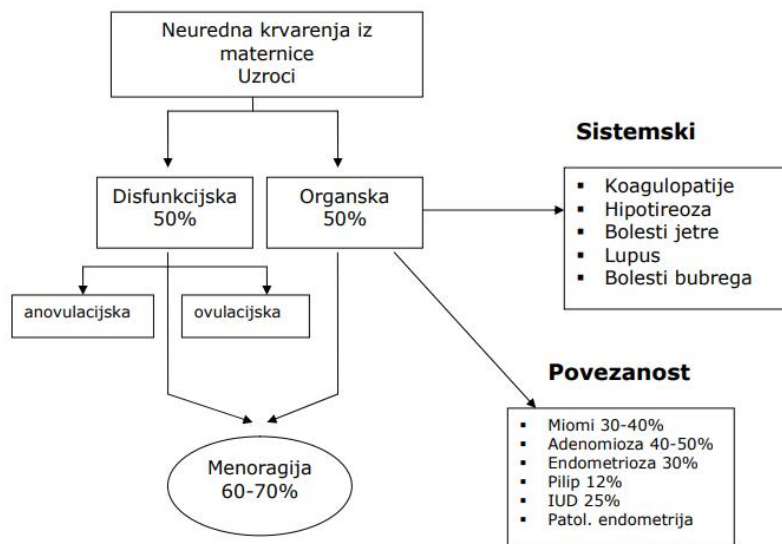 Neuredna krvarenja iz
maternice
Uzroci
Disfunkcijska
50%
Organska
50%
Sistemski
▪ Koagulopatije
▪ Hipotireoza
▪ Bolesti jetre
▪ Lupus
▪ Bolesti bubrega
anovulacijska
ovulacijska
Menoragija
60-70%
Povezanost
▪ Miomi 30-40%
▪ Adenomioza 40-50%
▪ Endometrioza 30%
▪ Pilip 12%
▪ IUD 25%
▪ Patol. endometrija